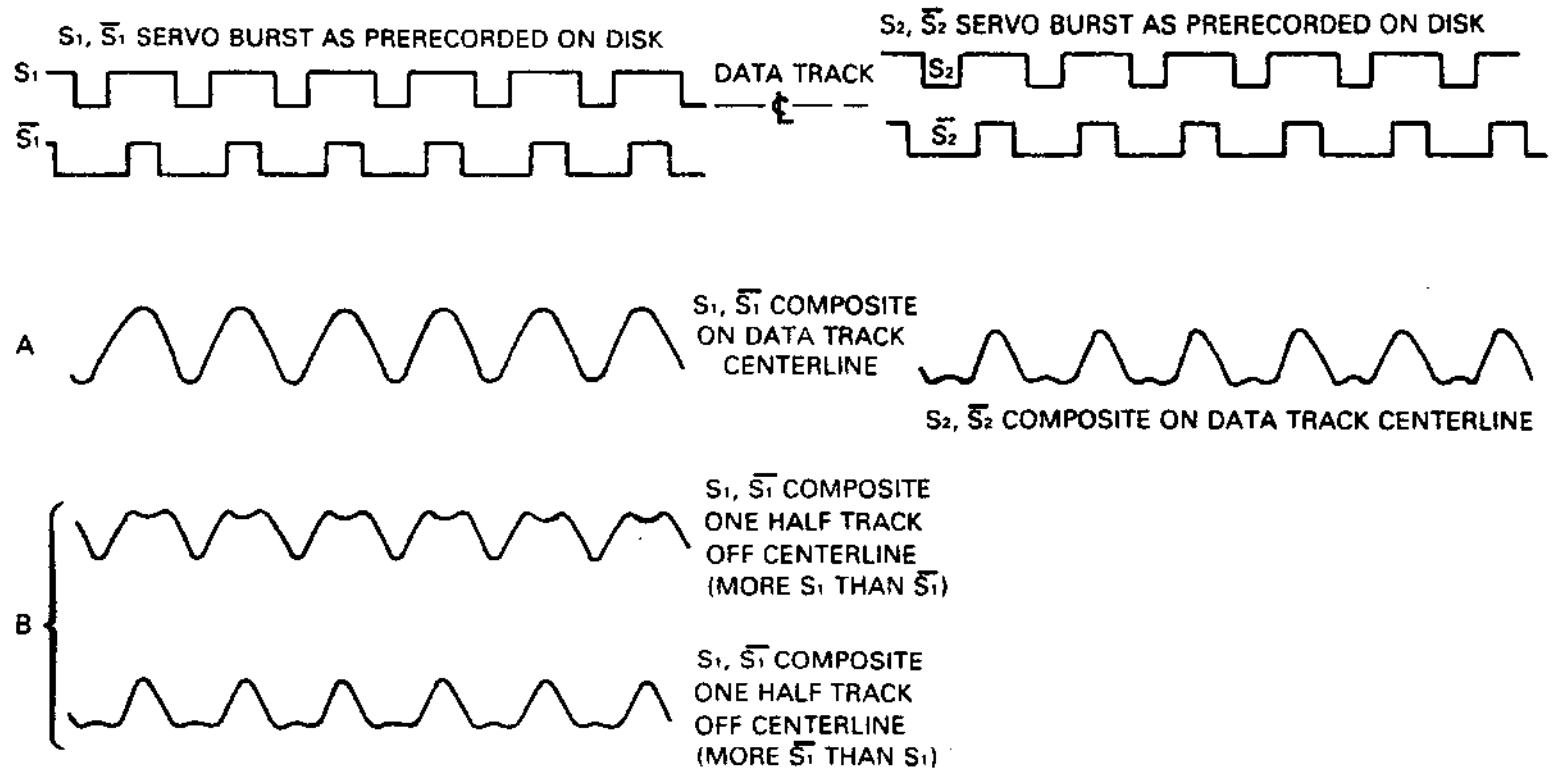 S₁, S̅₁ SERVO BURST AS PRERECORDED ON DISK
S₂, S̅₂ SERVO BURST AS PRERECORDED ON DISK
S₁
DATA TRACK
S₂
℄
S̅₁
S̅₂
A
S₁, S̅₁ COMPOSITE
ON DATA TRACK
CENTERLINE
S₂, S̅₂ COMPOSITE ON DATA TRACK CENTERLINE
B
S₁, S̅₁ COMPOSITE
ONE HALF TRACK
OFF CENTERLINE
(MORE S₁ THAN S̅₁)
S₁, S̅₁ COMPOSITE
ONE HALF TRACK
OFF CENTERLINE
(MORE S̅₁ THAN S₁)